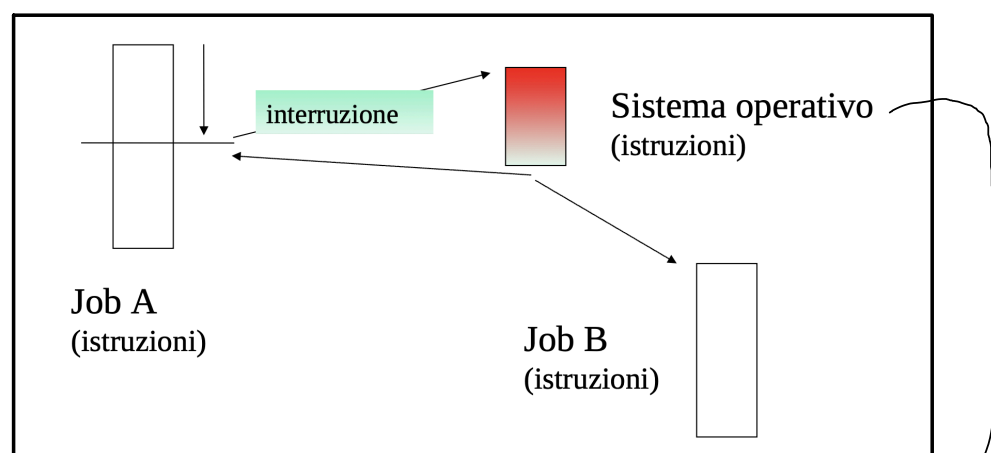 interruzione
Sistema operativo
(istruzioni)
Job A
(istruzioni)
Job B
(istruzioni)